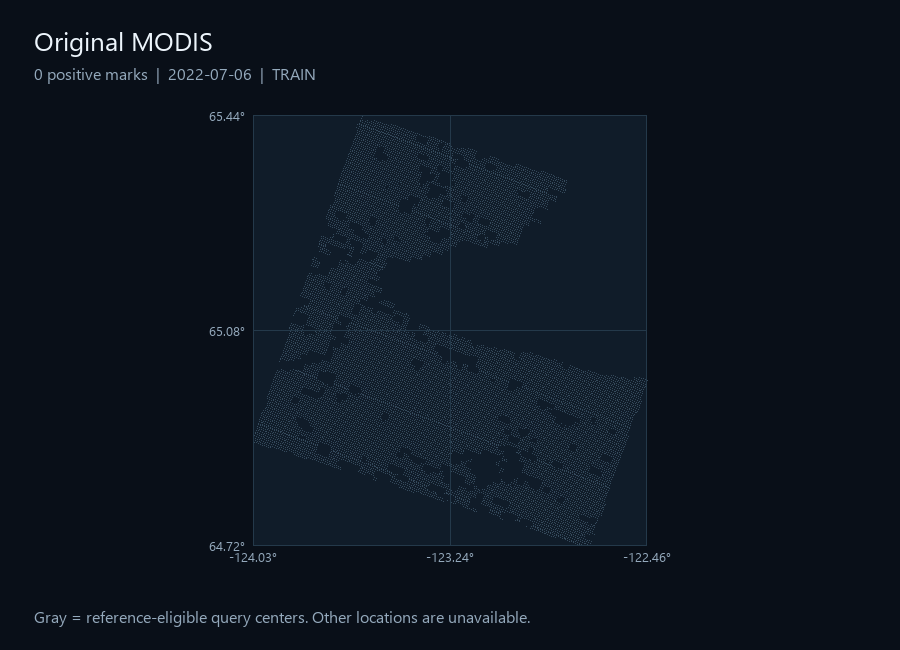 Original MODIS
0 positive marks | 2022-07-06 | TRAIN
65.44°
65.08°
64.72°
-124.03°
-123.24°
-122.46°
Gray = reference-eligible query centers. Other locations are unavailable.